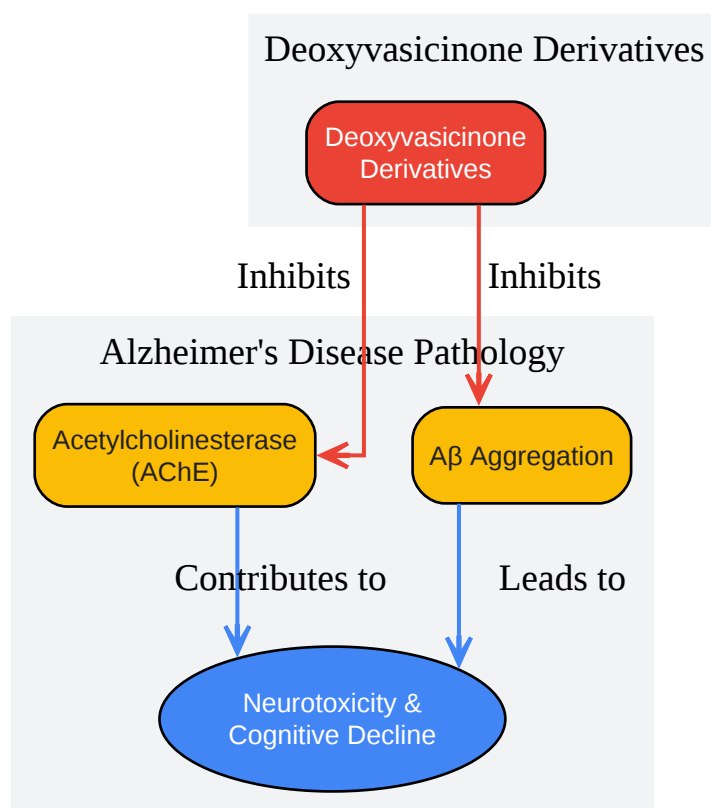 Deoxyvasicinone Derivatives
Deoxyvasicinone
Derivatives
Inhibits
Inhibits
Alzheimer's Disease Pathology
Acetylcholinesterase
(AChE)
Aβ Aggregation
Contributes to
Leads to
Neurotoxicity &
Cognitive Decline